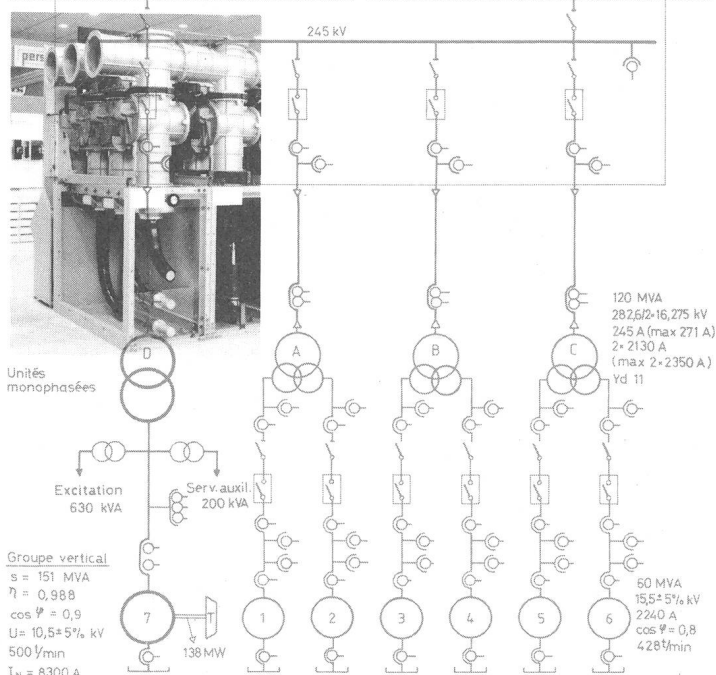 pers
245 kV
120 MVA
282,6/2×16,275 kV
245 A (max 271 A)
2×2130 A
(max 2×2350 A)
Yd 11
D
A
B
C
Unités
monophasées
Excitation
630 kVA
Serv. auxil.
200 kVA
Groupe vertical
s = 151 MVA
η = 0,988
cos φ = 0,9
U = 10,5±5% kV
500 t/min
IN = 8300 A
7
T
138 MW
1
2
3
4
5
6
60 MVA
15,5±5% kV
2240 A
cos φ = 0,8
428 t/min